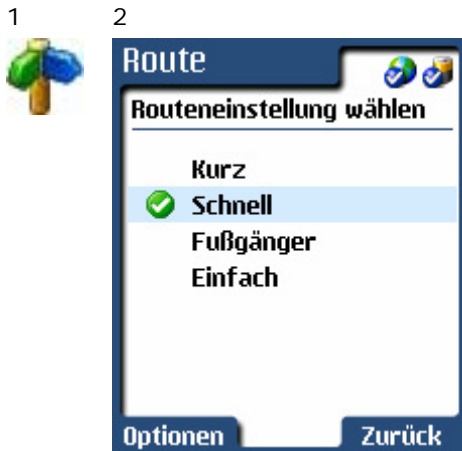 1 2
Route
Routeneinstellung wählen
Kurz
Schnell
Fußgänger
Einfach
Optionen Zurück